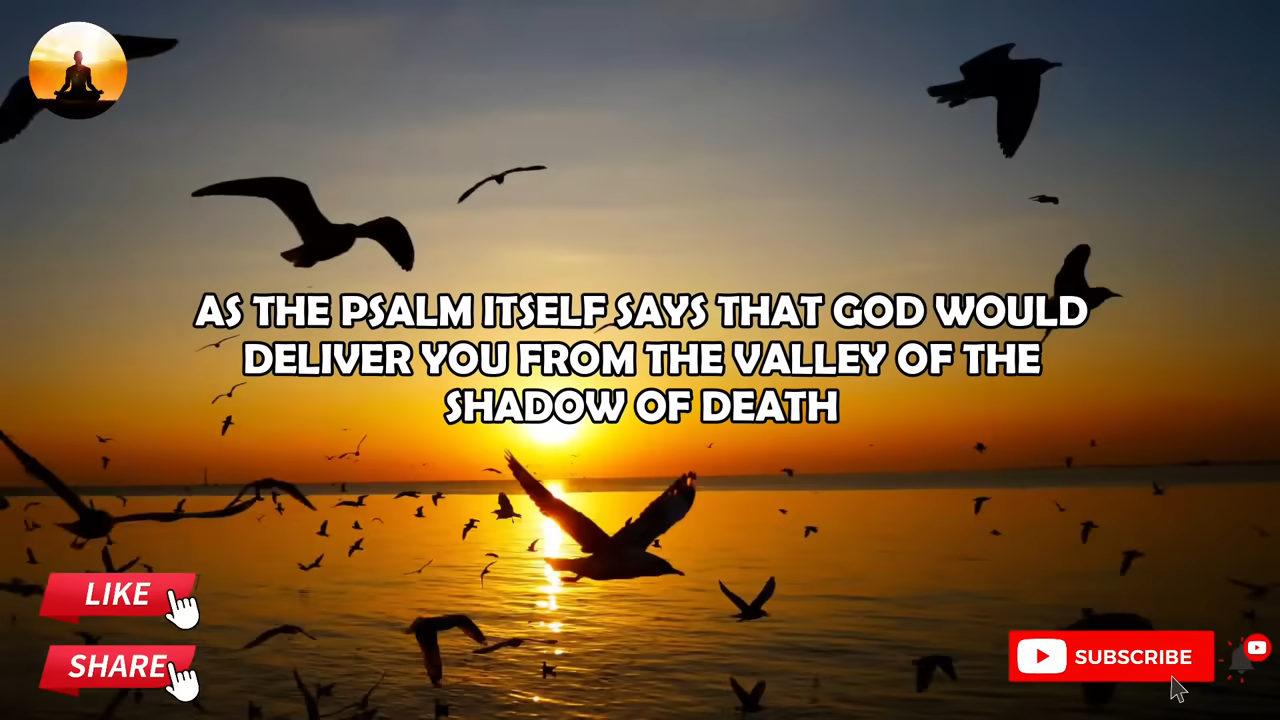 AS THE PSALM ITSELF SAYS THAT GOD WOULD
DELIVER YOU FROM THE VALLEY OF THE
SHADOW OF DEATH
LIKE
SHARE
SUBSCRIBE